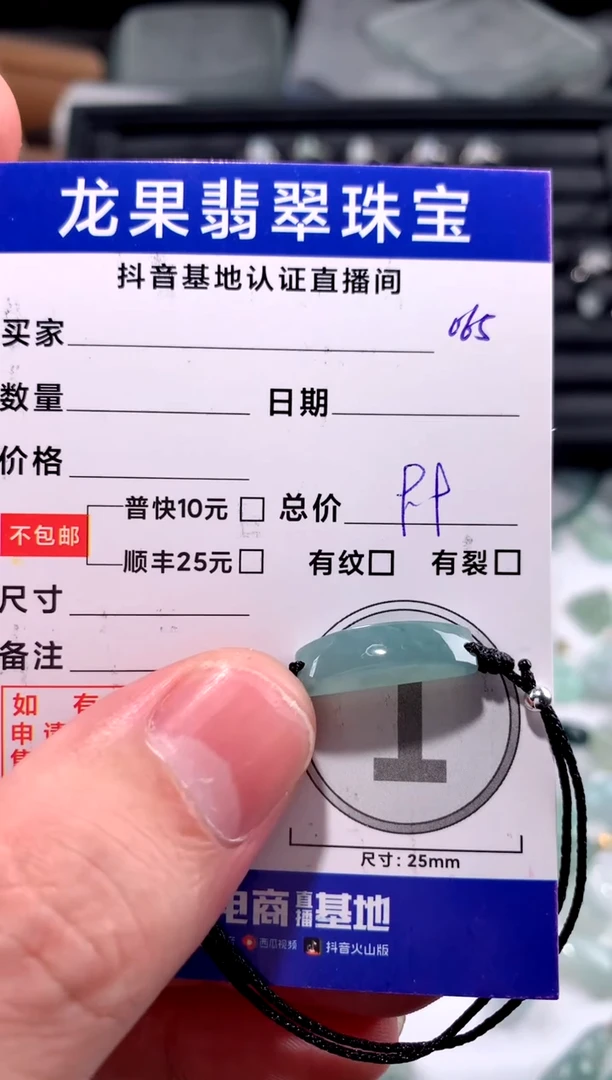 龙果翡翠珠宝
抖音基地认证直播间
买家 065
数量 日期
价格
不包邮 普快10元 总价
顺丰25元 有纹 有裂
尺寸
备注
如 有
申请
1
尺寸：25mm
电商直播基地
西瓜视频 抖音火山版